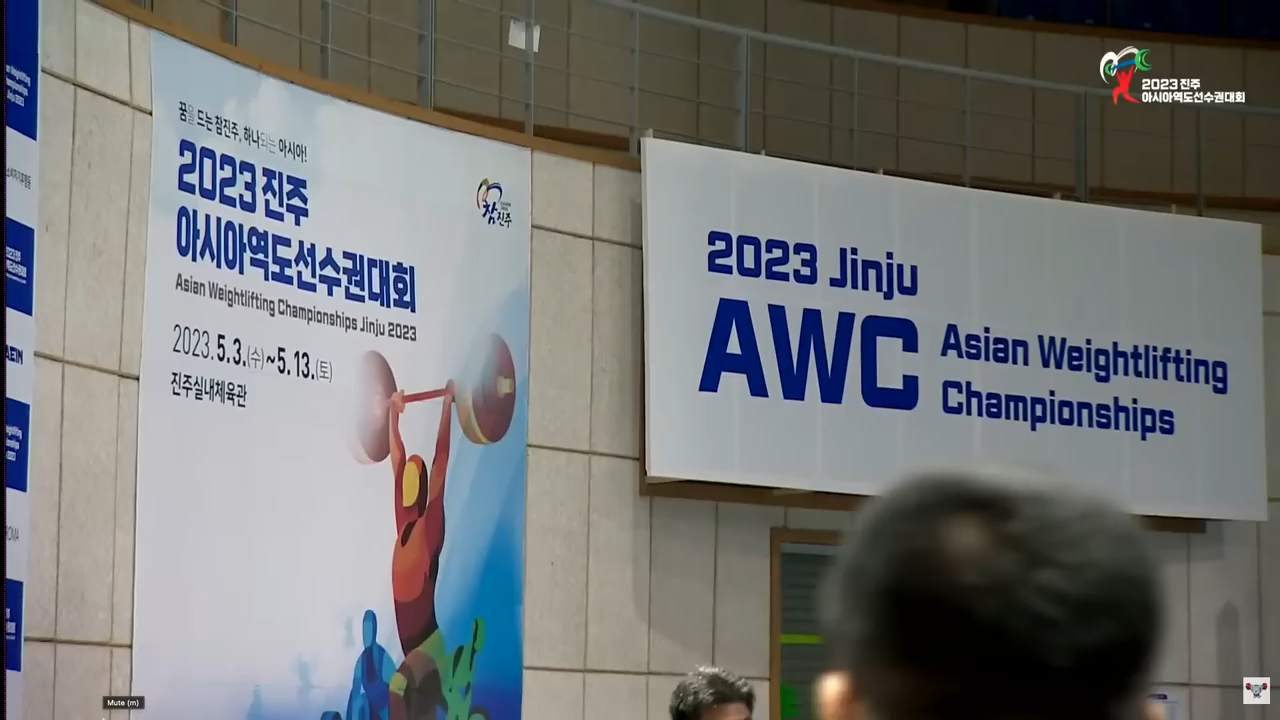 꿈을 드는 참진주, 하나되는 아시아!
2023 진주
아시아역도선수권대회
Asian Weightlifting Championships Jinju 2023
2023. 5.3.(수)~5.13.(토)
진주실내체육관
참진주
2023 Jinju
AWC
Asian Weightlifting
Championships
2023 진주
아시아역도선수권대회
Mute (m)